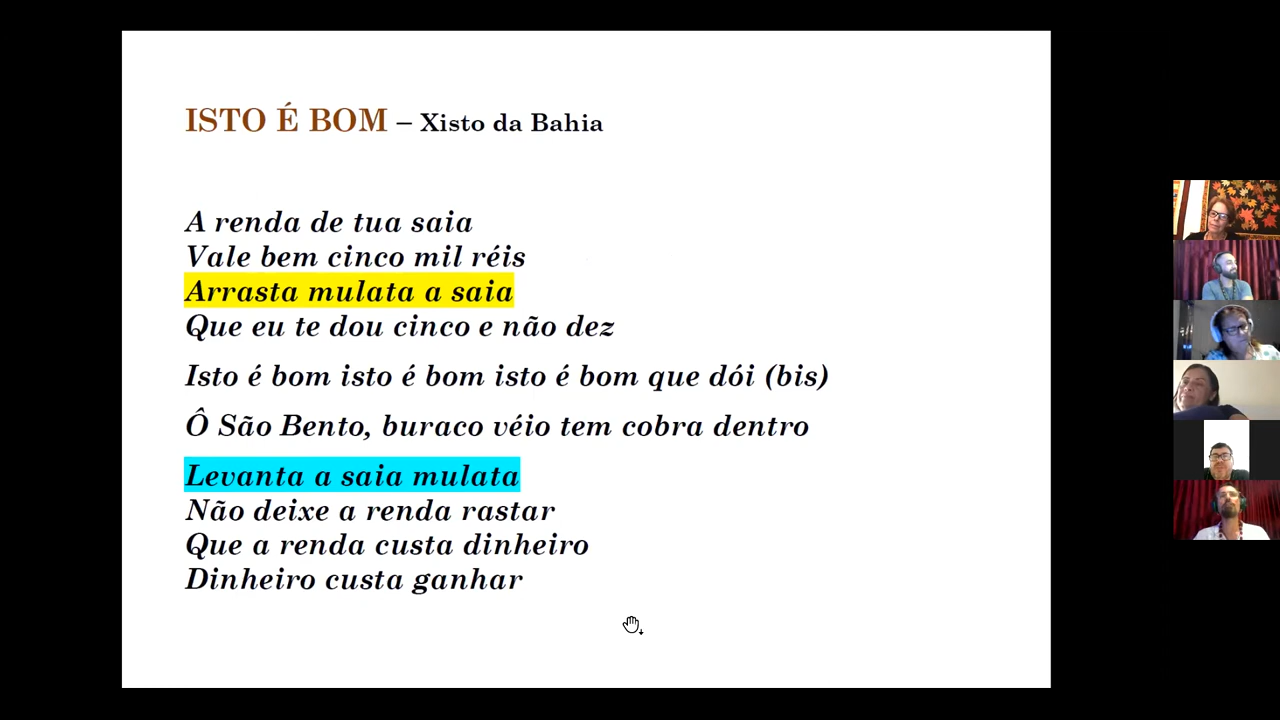 ISTO É BOM – Xisto da Bahia
A renda de tua saia
Vale bem cinco mil réis
Arrasta mulata a saia
Que eu te dou cinco e não dez
Isto é bom isto é bom isto é bom que dói (bis)
Ô São Bento, buraco véio tem cobra dentro
Levanta a saia mulata
Não deixe a renda rastar
Que a renda custa dinheiro
Dinheiro custa ganhar